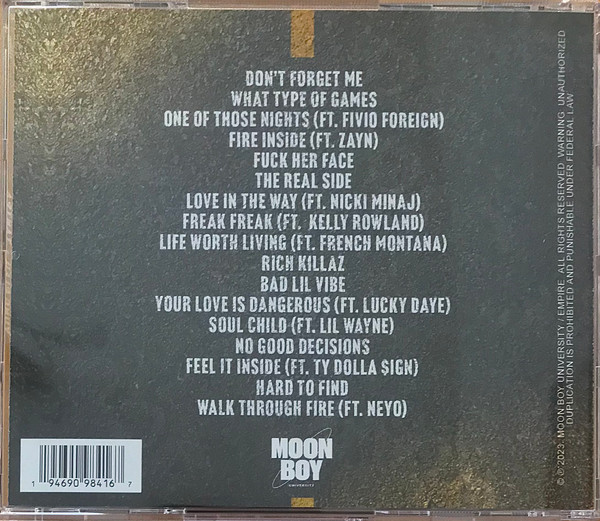 DON'T FORGET ME
WHAT TYPE OF GAMES
ONE OF THOSE NIGHTS (FT. FIVIO FOREIGN)
FIRE INSIDE (FT. ZAYN)
FUCK HER FACE
THE REAL SIDE
LOVE IN THE WAY (FT. NICKI MINAJ)
FREAK FREAK (FT. KELLY ROWLAND)
LIFE WORTH LIVING (FT. FRENCH MONTANA)
RICH KILLAZ
BAD LIL VIBE
YOUR LOVE IS DANGEROUS (FT. LUCKY DAYE)
SOUL CHILD (FT. LIL WAYNE)
NO GOOD DECISIONS
FEEL IT INSIDE (FT. TY DOLLA $IGN)
HARD TO FIND
WALK THROUGH FIRE (FT. NEYO)
MOON
BOY
UNIVERSITY
1 94690 98416 7
© ℗ 2023. MOON BOY UNIVERSITY / EMPIRE ALL RIGHTS RESERVED WARNING UNAUTHORIZED
DUPLICATION IS PROHIBITED AND PUNISHABLE UNDER FEDERAL LAW